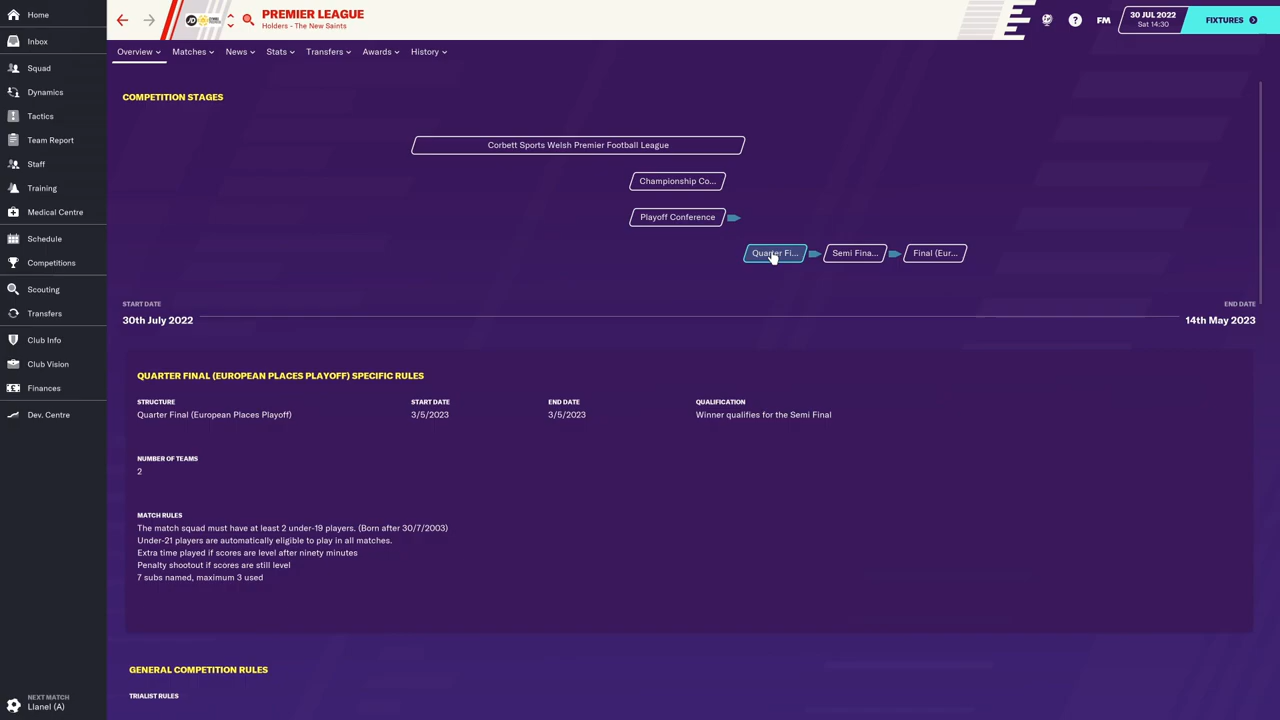 Home
Inbox
Squad
Dynamics
Tactics
Team Report
Staff
Training
Medical Centre
Schedule
Competitions
Scouting
Transfers
Club Info
Club Vision
Finances
Dev. Centre
NEXT MATCH
Llanel (A)
PREMIER LEAGUE
Holders - The New Saints
FM
30 JUL 2022
Sat 14:30
FIXTURES
Overview
Matches
News
Stats
Transfers
Awards
History
COMPETITION STAGES
Corbett Sports Welsh Premier Football League
Championship Co...
Playoff Conference
Quarter Fi...
Semi Fina...
Final (Eur...
START DATE
30th July 2022
END DATE
14th May 2023
QUARTER FINAL (EUROPEAN PLACES PLAYOFF) SPECIFIC RULES
STRUCTURE
Quarter Final (European Places Playoff)
START DATE
3/5/2023
END DATE
3/5/2023
QUALIFICATION
Winner qualifies for the Semi Final
NUMBER OF TEAMS
2
MATCH RULES
The match squad must have at least 2 under-19 players. (Born after 30/7/2003)
Under-21 players are automatically eligible to play in all matches.
Extra time played if scores are level after ninety minutes
Penalty shootout if scores are still level
7 subs named, maximum 3 used
GENERAL COMPETITION RULES
TRIALIST RULES